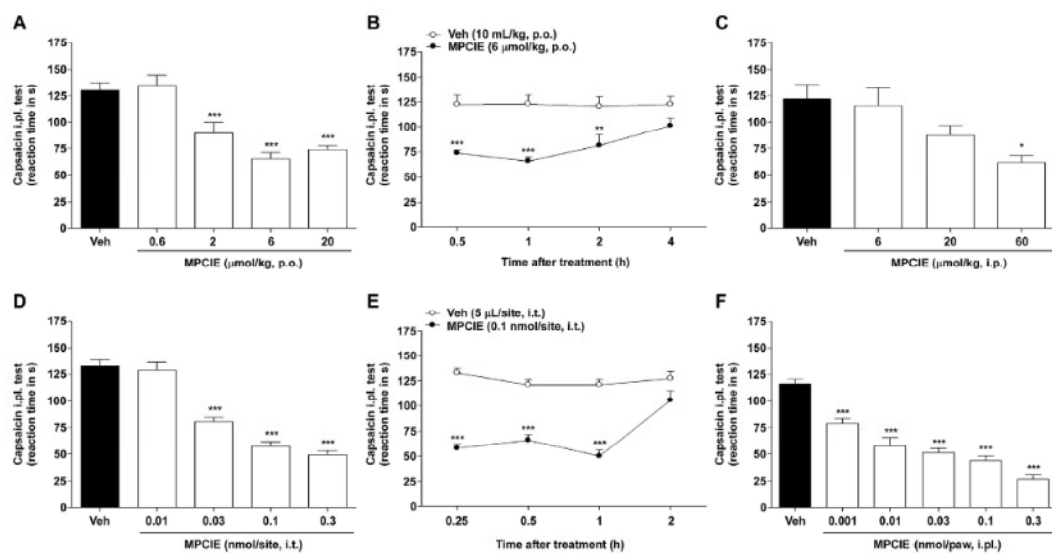 A
Capsaicin i.pl. test
(reaction time in s)
175
150
125
100
75
50
25
0
***
***
***
Veh
0.6
2
6
20
MPCIE (μmol/kg, p.o.)
B
Veh (10 mL/kg, p.o.)
MPCIE (6 μmol/kg, p.o.)
Capsaicin i.pl. test
(reaction time in s)
175
150
125
100
75
50
25
0
***
***
**
0.5
1
2
4
Time after treatment (h)
C
Capsaicin i.pl. test
(reaction time in s)
175
150
125
100
75
50
25
0
*
Veh
6
20
60
MPCIE (μmol/kg, i.p.)
D
Capsaicin i.pl. test
(reaction time in s)
175
150
125
100
75
50
25
0
***
***
***
Veh
0.01
0.03
0.1
0.3
MPCIE (nmol/site, i.t.)
E
Veh (5 μL/site, i.t.)
MPCIE (0.1 nmol/site, i.t.)
Capsaicin i.pl. test
(reaction time in s)
175
150
125
100
75
50
25
0
***
***
***
0.25
0.5
1
2
Time after treatment (h)
F
Capsaicin i.pl. test
(reaction time in s)
175
150
125
100
75
50
25
0
***
***
***
***
***
Veh
0.001
0.01
0.03
0.1
0.3
MPCIE (nmol/paw, i.pl.)